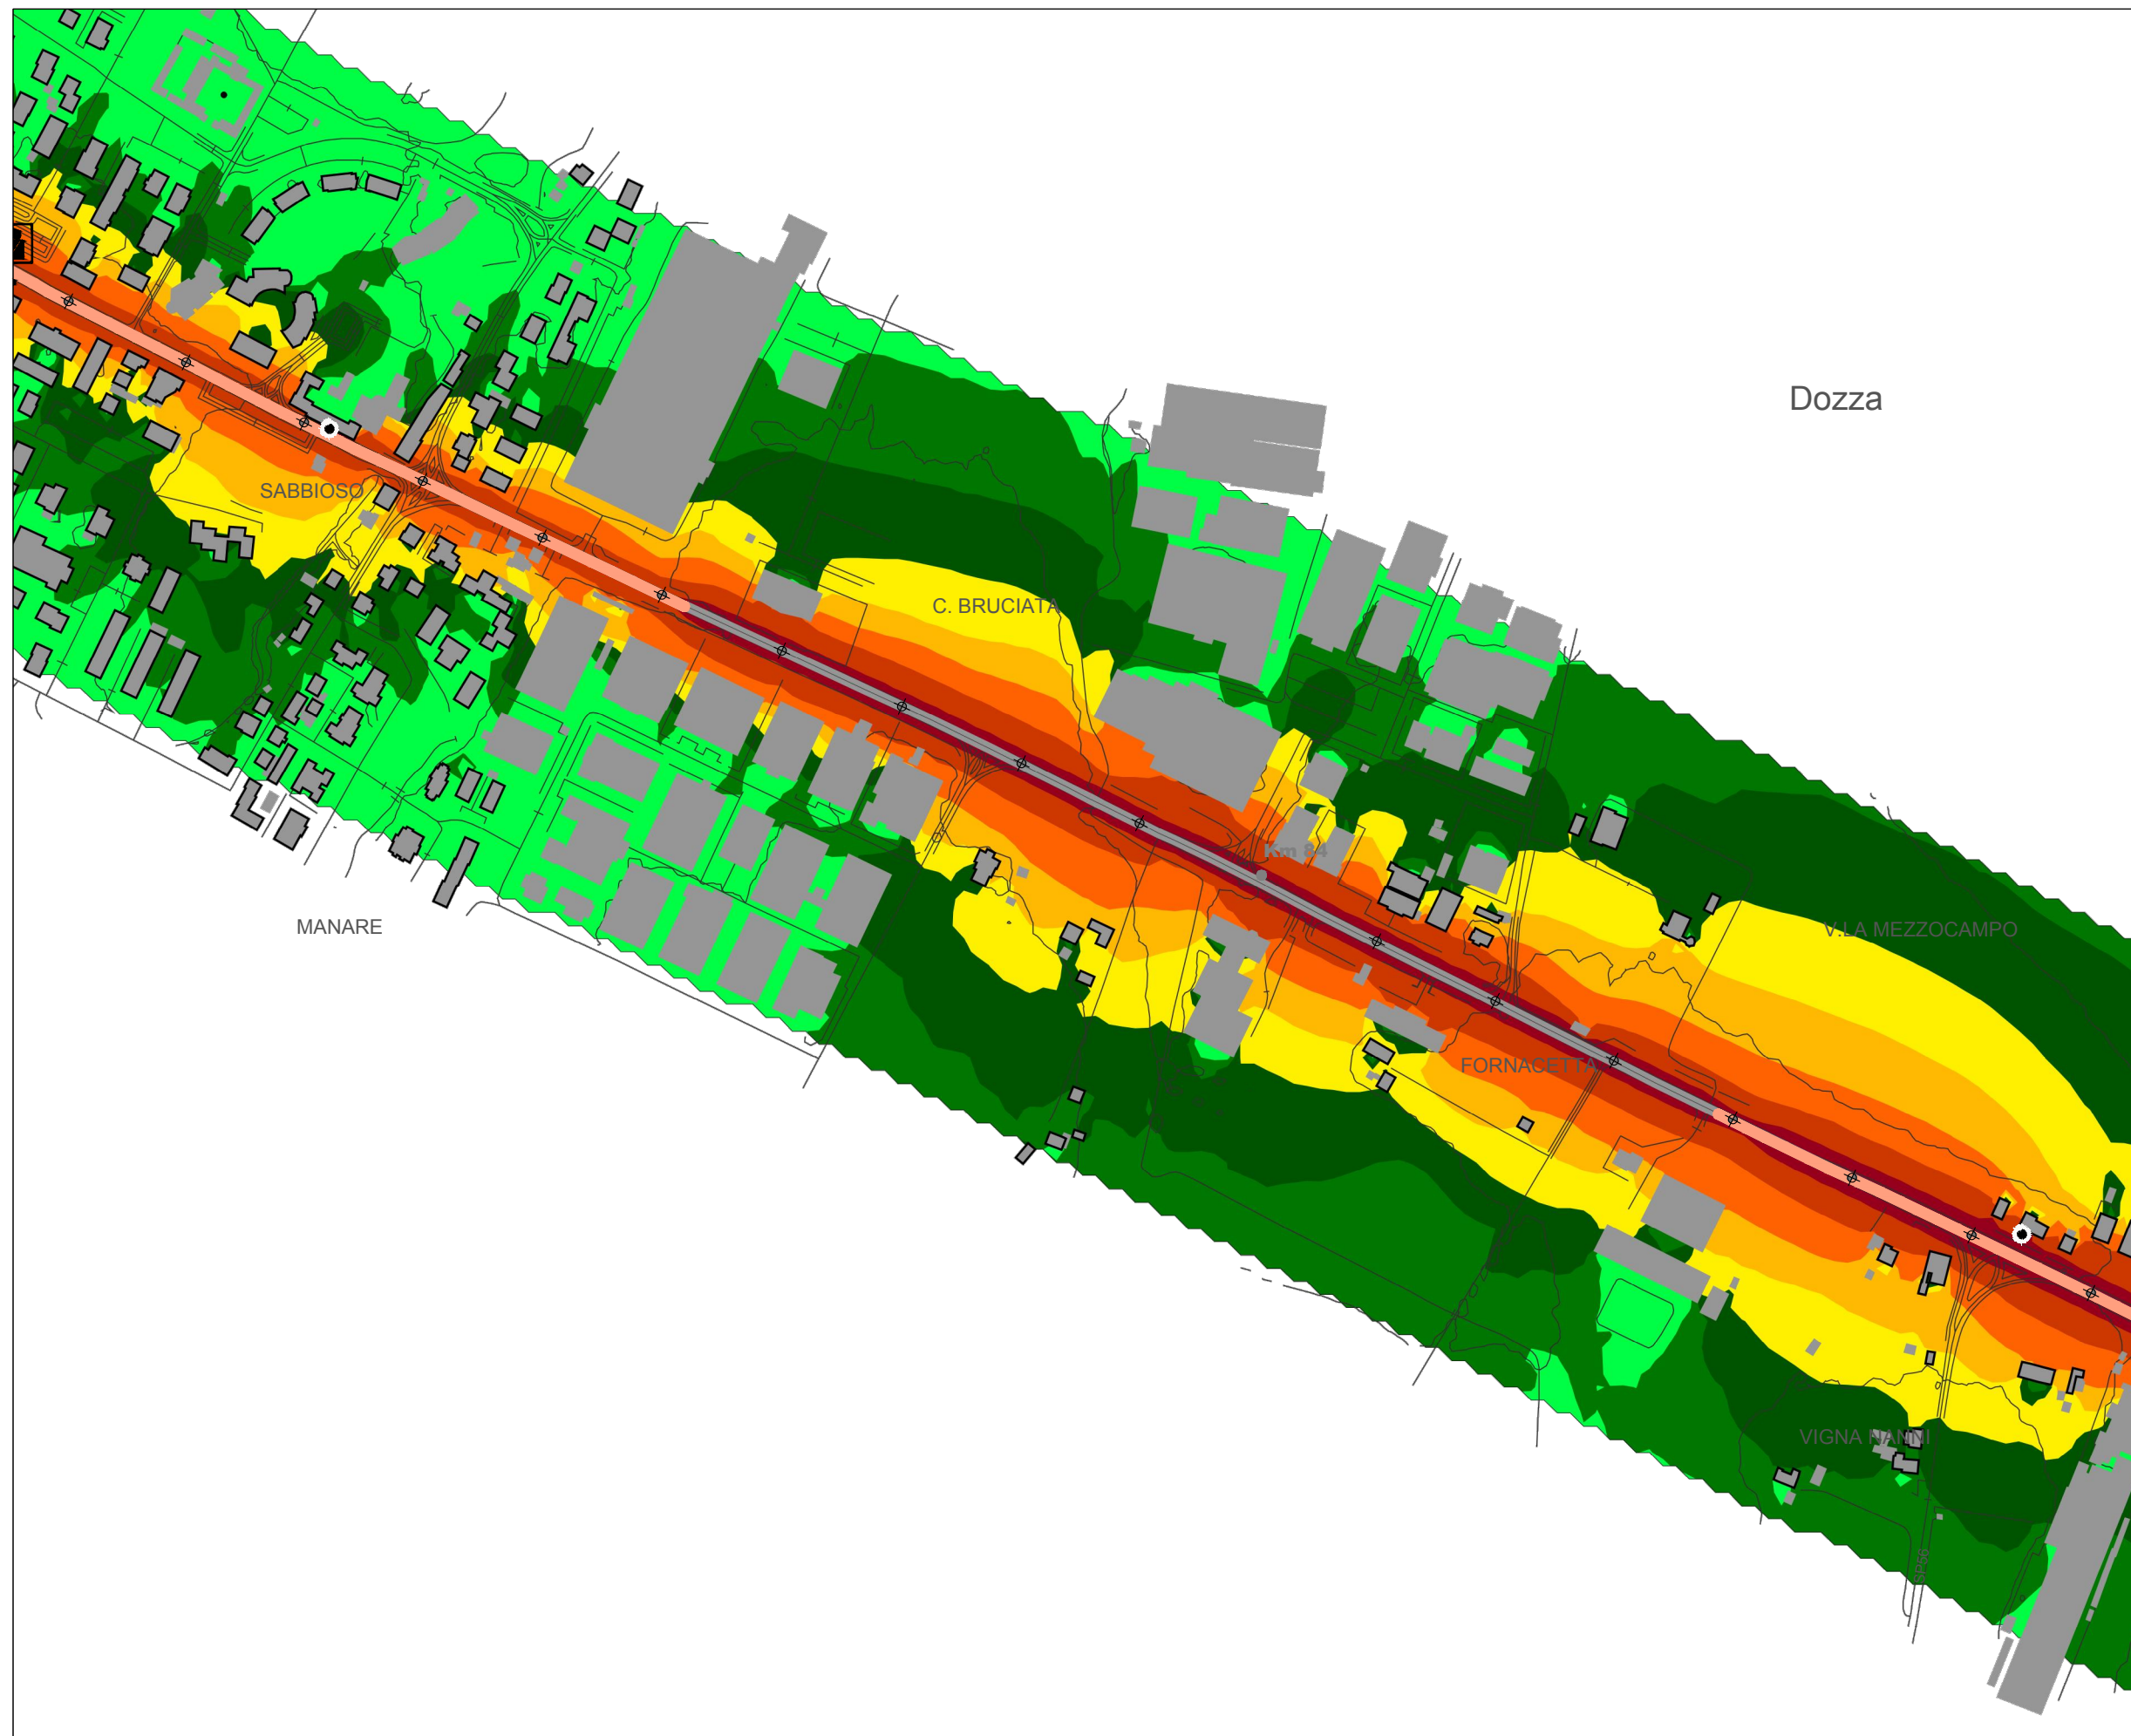 Dozza
SABBIOSO
C. BRUCIATA
Km 84
MANARE
V.LA MEZZOCAMPO
FORNACETTA
VIGNA NANNI